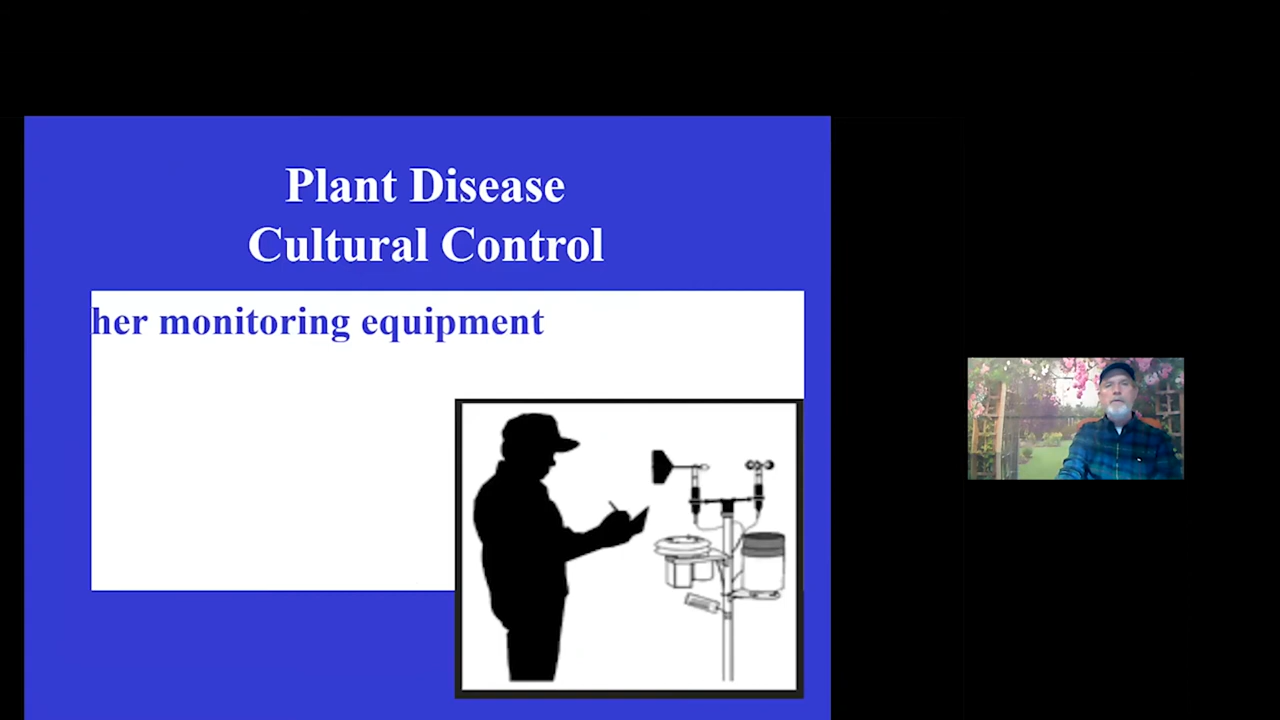 Plant Disease
Cultural Control
her monitoring equipment